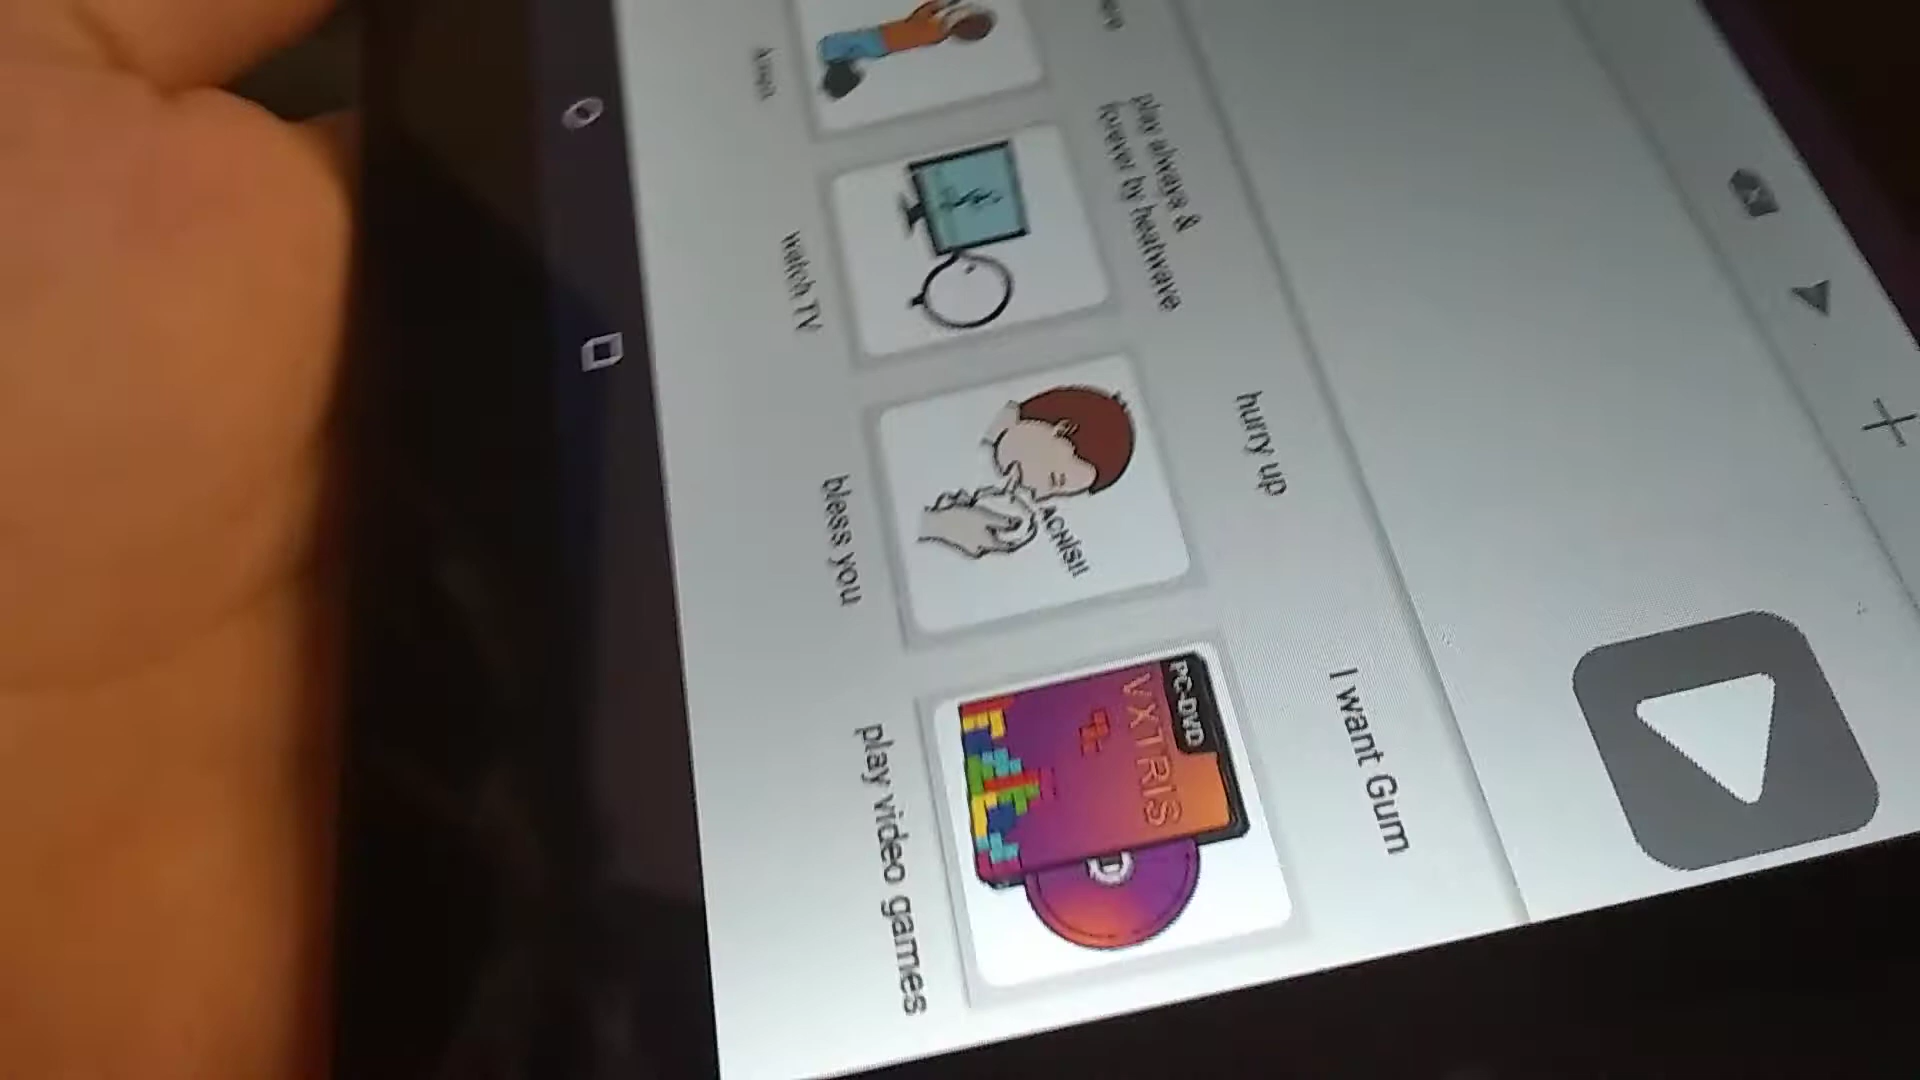 play always &
forever by heatwave
hurry up
I want Gum
ACHÍS!!
PC-DVD
VXTRIS
D
watch TV
bless you
play video games